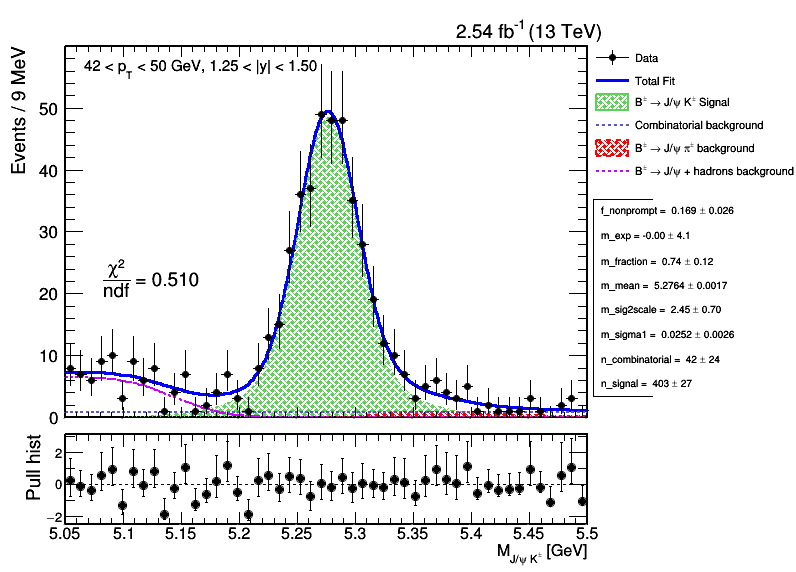 2.54 fb⁻¹ (13 TeV)
42 < p_T < 50 GeV, 1.25 < |y| < 1.50
Events / 9 MeV
50
40
30
20
10
0
χ²/ndf = 0.510
Data
Total Fit
B^± → J/ψ K^± Signal
Combinatorial background
B^± → J/ψ π^± background
B^± → J/ψ + hadrons background
f_nonprompt = 0.169 ± 0.026
m_exp = -0.00 ± 4.1
m_fraction = 0.74 ± 0.12
m_mean = 5.2764 ± 0.0017
m_sig2scale = 2.45 ± 0.70
m_sigma1 = 0.0252 ± 0.0026
n_combinatorial = 42 ± 24
n_signal = 403 ± 27
Pull hist
2
0
−2
5.05 5.1 5.15 5.2 5.25 5.3 5.35 5.4 5.45 5.5
M_{J/ψ K^±} [GeV]